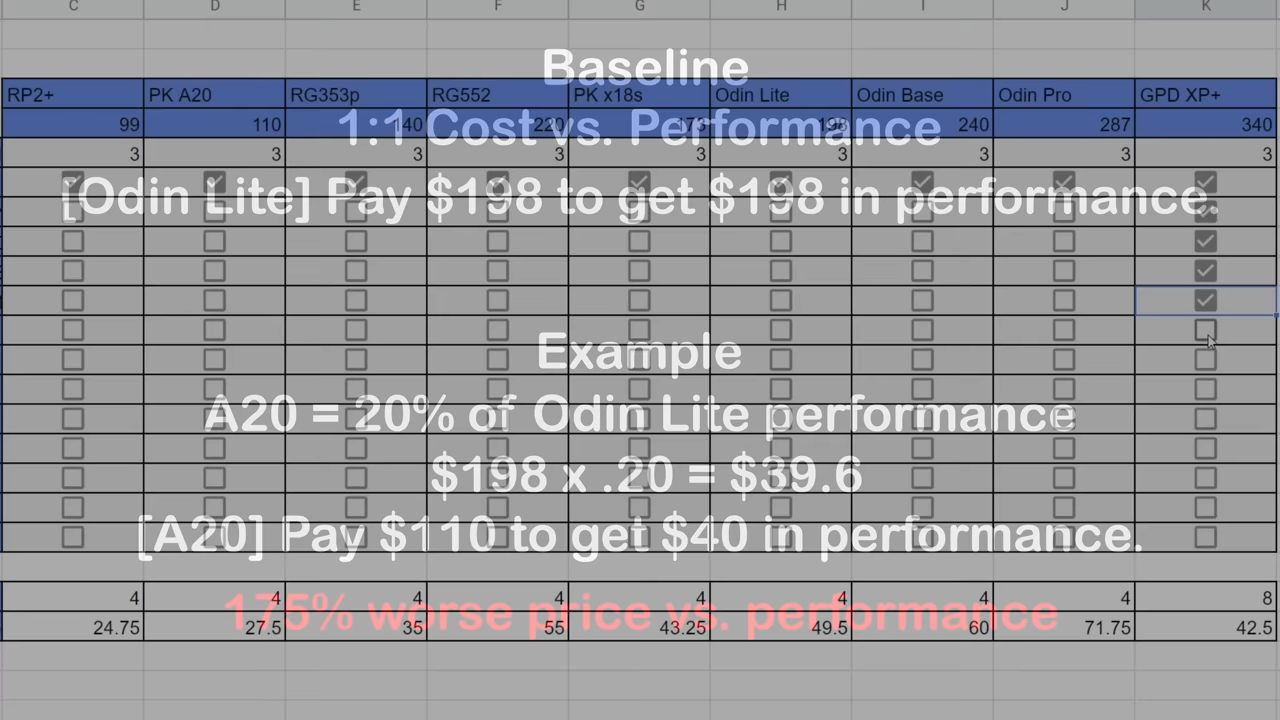 C D E F G H I J K
Baseline
RP2+ PK A20 RG353p RG552 PK x18s Odin Lite Odin Base Odin Pro GPD XP+
99 110 140 220 173 198 240 287 340
1:1 Cost vs. Performance
3 3 3 3 3 3 3 3 3
[Odin Lite] Pay $198 to get $198 in performance.
Example
A20 = 20% of Odin Lite performance
$198 x .20 = $39.6
[A20] Pay $110 to get $40 in performance.
4 4 4 4 4 4 4 4 8
175% worse price vs. performance
24.75 27.5 35 55 43.25 49.5 60 71.75 42.5